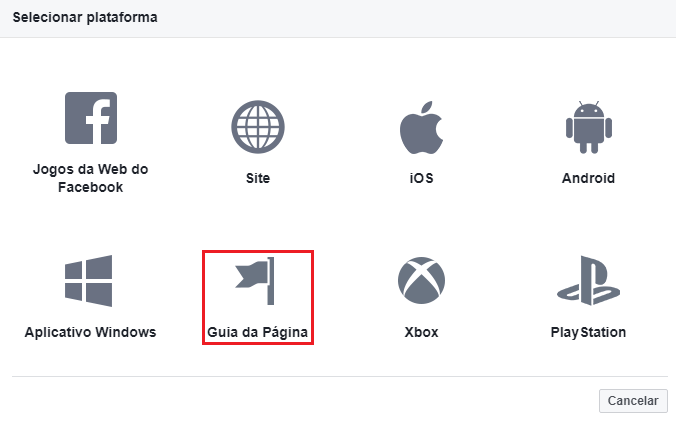 Selecionar plataforma
Jogos da Web do
Facebook
Site
iOS
Android
Aplicativo Windows
Guia da Página
Xbox
PlayStation
Cancelar